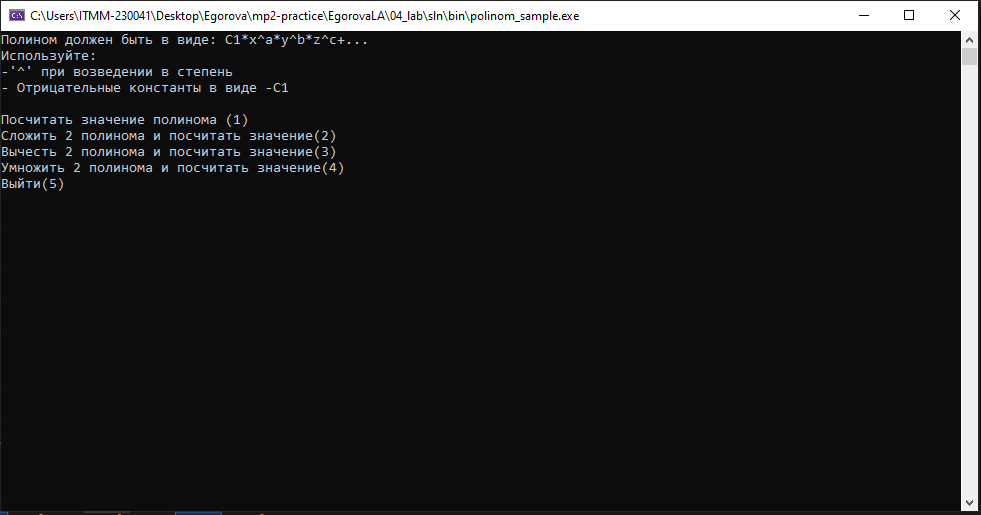 C:\Users\ITMM-230041\Desktop\Egorova\mp2-practice\EgorovaLA\04_lab\sln\bin\polinom_sample.exe
Полином должен быть в виде: C1*x^a*y^b*z^c+...
Используйте:
-'^' при возведении в степень
- Отрицательные константы в виде -C1
Посчитать значение полинома (1)
Сложить 2 полинома и посчитать значение(2)
Вычесть 2 полинома и посчитать значение(3)
Умножить 2 полинома и посчитать значение(4)
Выйти(5)